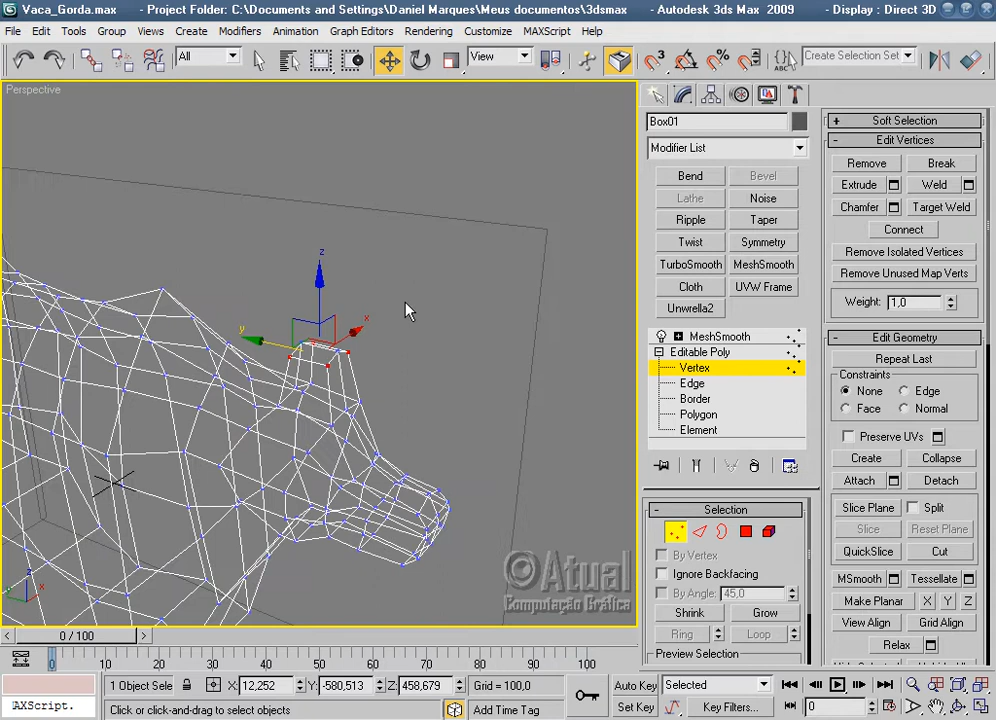 Vaca_Gorda.max - Project Folder: C:\Documents and Settings\Daniel Marques\Meus documentos\3dsmax - Autodesk 3ds Max 2009 - Display : Direct 3D
File Edit Tools Group Views Create Modifiers Animation Graph Editors Rendering Customize MAXScript Help
All View Create Selection Set
Perspective
Box01
Modifier List
Bend Bevel
Lathe Noise
Ripple Taper
Twist Symmetry
TurboSmooth MeshSmooth
Cloth UVW Frame
Unwrella2
MeshSmooth
Editable Poly
Vertex
Edge
Border
Polygon
Element
Selection
By Vertex
Ignore Backfacing
By Angle: 45,0
Shrink Grow
Ring Loop
Preview Selection
Soft Selection
Edit Vertices
Remove Break
Extrude Weld
Chamfer Target Weld
Connect
Remove Isolated Vertices
Remove Unused Map Verts
Weight: 1,0
Edit Geometry
Repeat Last
Constraints
None Edge
Face Normal
Preserve UVs
Create Collapse
Attach Detach
Slice Plane Split
Slice Reset Plane
QuickSlice Cut
MSmooth Tessellate
Make Planar X Y Z
View Align Grid Align
Relax
z
x
y
z
x
©Atual
Computação Gráfica
0 / 100
0 10 20 30 40 50 60 70 80 90 100
1 Object Sele X: 12,252 Y: -580,513 Z: 458,679 Grid = 100,0 Auto Key Selected
AXScript. Click or click-and-drag to select objects Add Time Tag Set Key Key Filters... 0